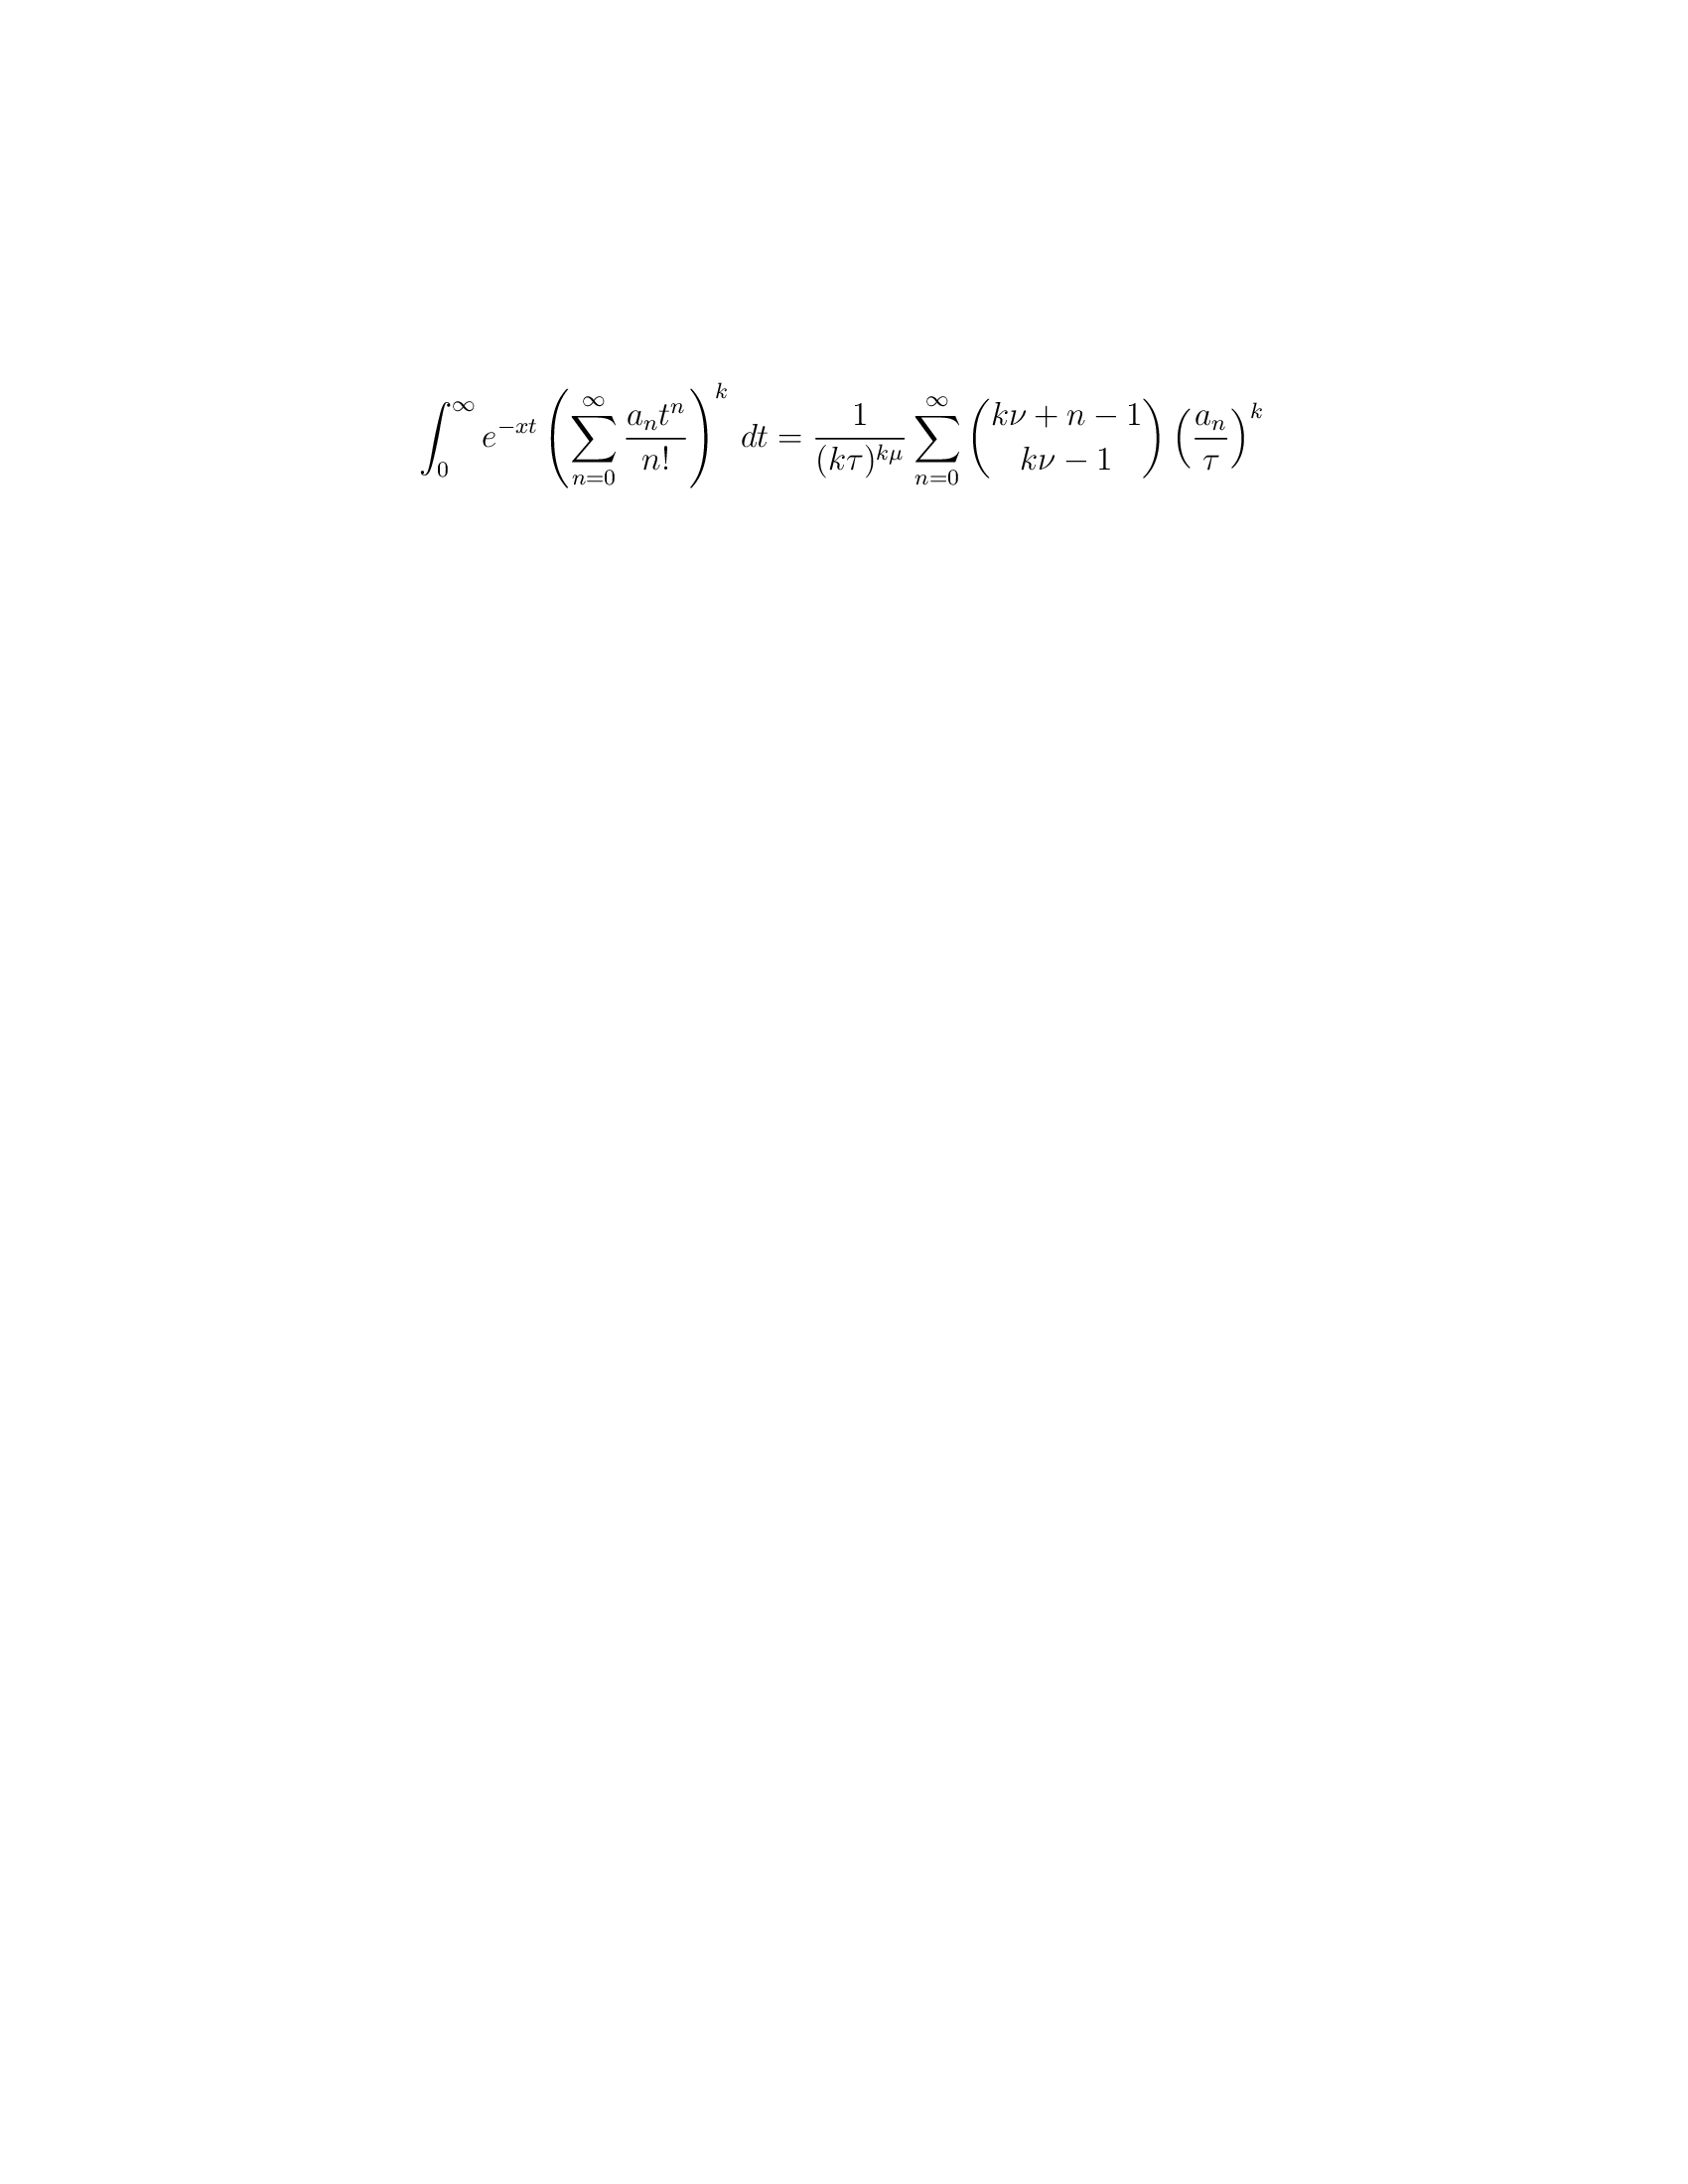 \int_0^\infty e^{-xt} \left( \sum_{n=0}^\infty \frac{a_n t^n}{n!} \right)^k dt = \frac{1}{(k\tau)^{k\mu}} \sum_{n=0}^\infty \binom{k\nu + n - 1}{k\nu - 1} \left( \frac{a_n}{\tau} \right)^k